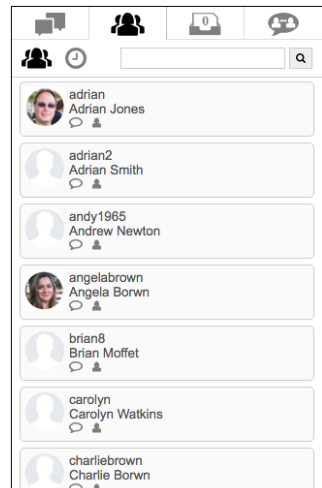 0
adrian
Adrian Jones
adrian2
Adrian Smith
andy1965
Andrew Newton
angelabrown
Angela Borwn
brian8
Brian Moffet
carolyn
Carolyn Watkins
charliebrown
Charlie Borwn